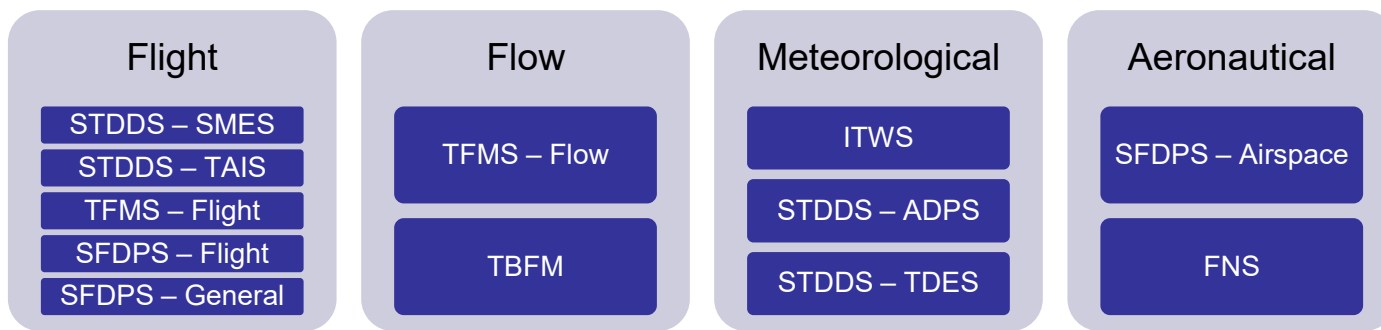 Flight
STDDS – SMES
STDDS – TAIS
TFMS – Flight
SFDPS – Flight
SFDPS – General
Flow
TFMS – Flow
TBFM
Meteorological
ITWS
STDDS – ADPS
STDDS – TDES
Aeronautical
SFDPS – Airspace
FNS